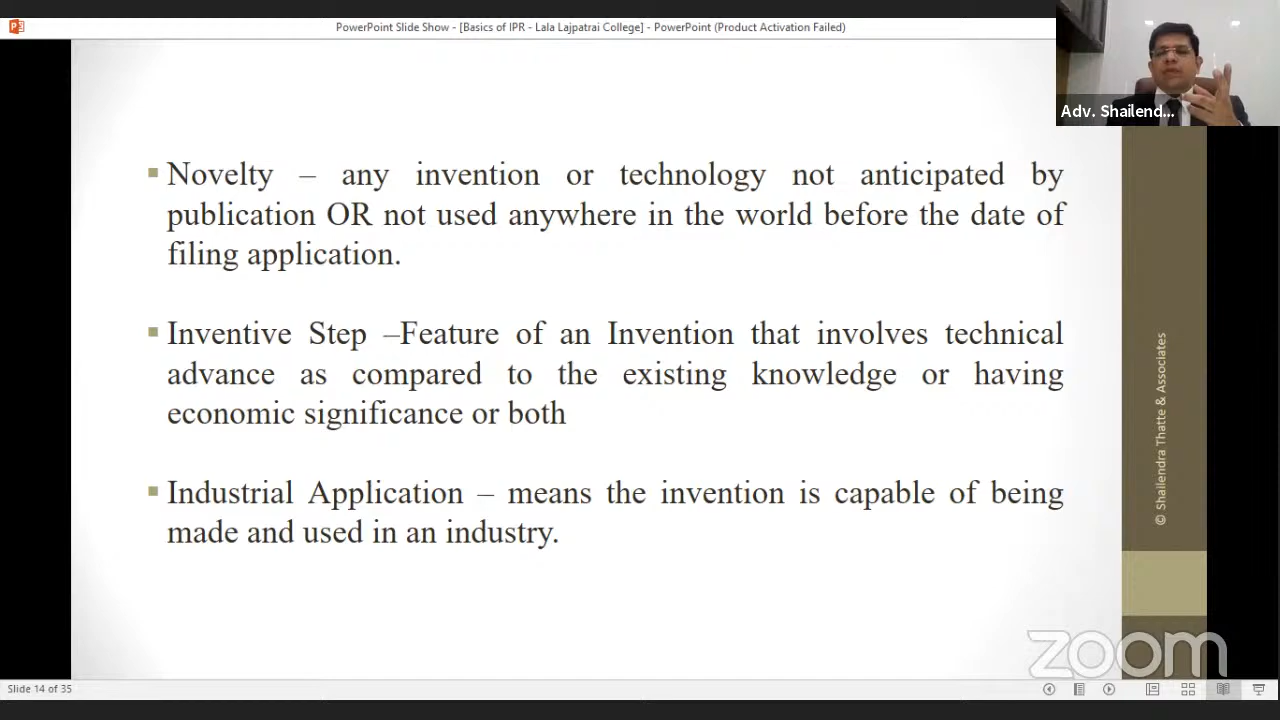 PowerPoint Slide Show - [Basics of IPR - Lala Lajpatrai College] - PowerPoint (Product Activation Failed)
Adv. Shailend...
Novelty – any invention or technology not anticipated by
publication OR not used anywhere in the world before the date of
filing application.
Inventive Step –Feature of an Invention that involves technical
advance as compared to the existing knowledge or having
economic significance or both
Industrial Application – means the invention is capable of being
made and used in an industry.
© Shailendra Thatte & Associates
zoom
Slide 14 of 35